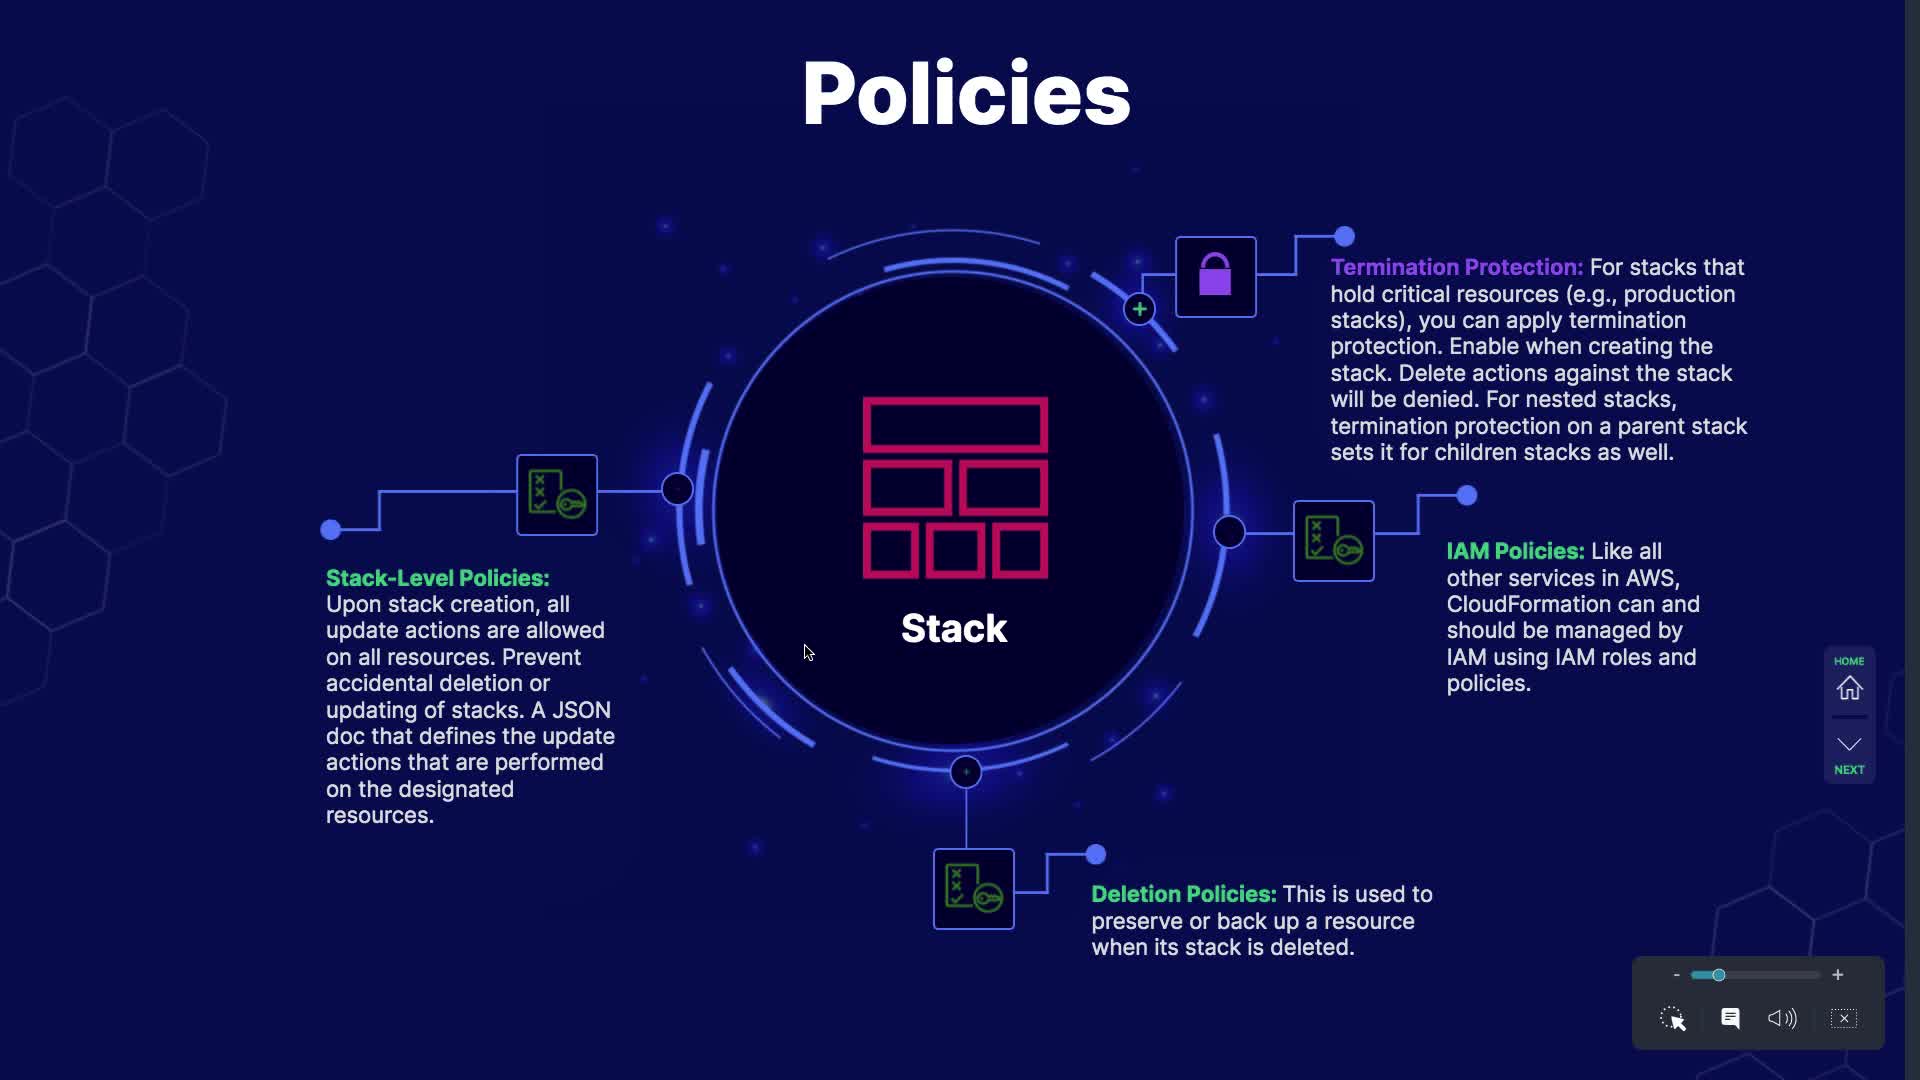 Policies
Termination Protection: For stacks that
hold critical resources (e.g., production
stacks), you can apply termination
protection. Enable when creating the
stack. Delete actions against the stack
will be denied. For nested stacks,
termination protection on a parent stack
sets it for children stacks as well.
Stack
Stack-Level Policies:
Upon stack creation, all
update actions are allowed
on all resources. Prevent
accidental deletion or
updating of stacks. A JSON
doc that defines the update
actions that are performed
on the designated
resources.
IAM Policies: Like all
other services in AWS,
CloudFormation can and
should be managed by
IAM using IAM roles and
policies.
HOME
NEXT
Deletion Policies: This is used to
preserve or back up a resource
when its stack is deleted.